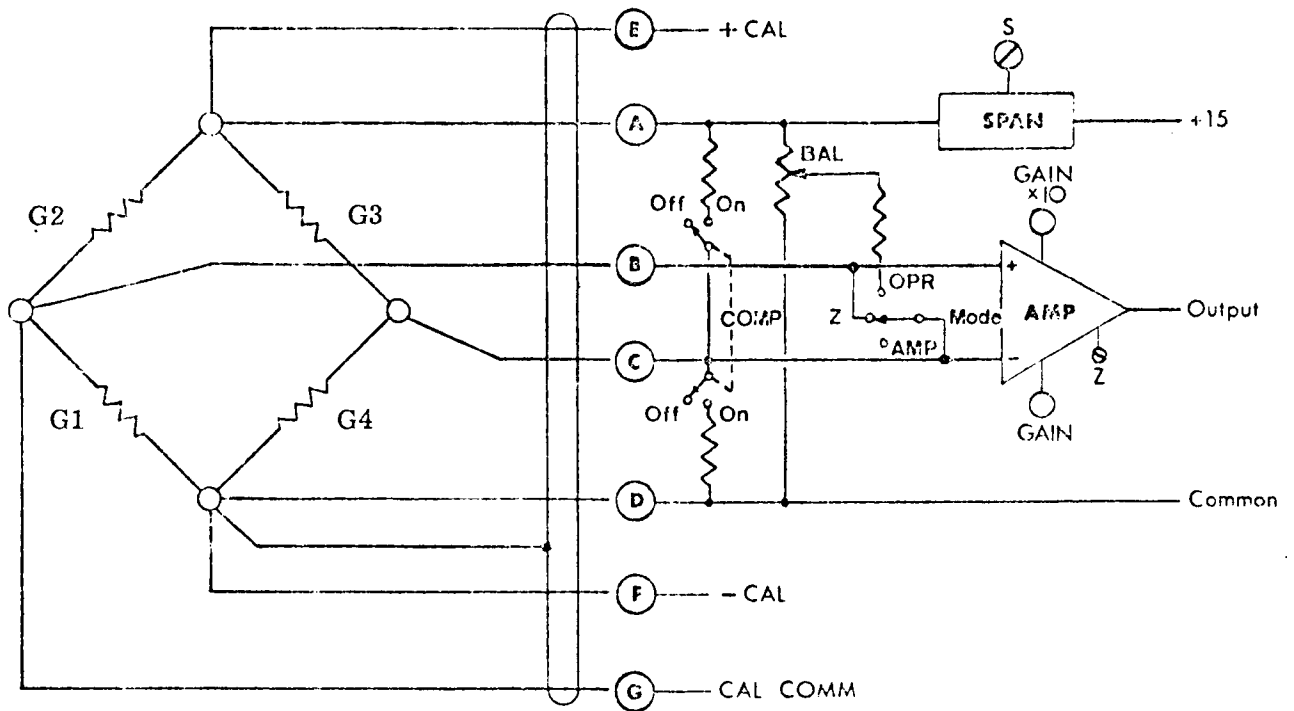 E + CAL
S
A
SPAN
+15
BAL
GAIN
×10
G2
G3
Off
On
B
+
OPR
COMP
Z
Mode
AMP
Output
AMP
C
-
Z
Off
On
GAIN
G1
G4
D
Common
F - CAL
G CAL COMM